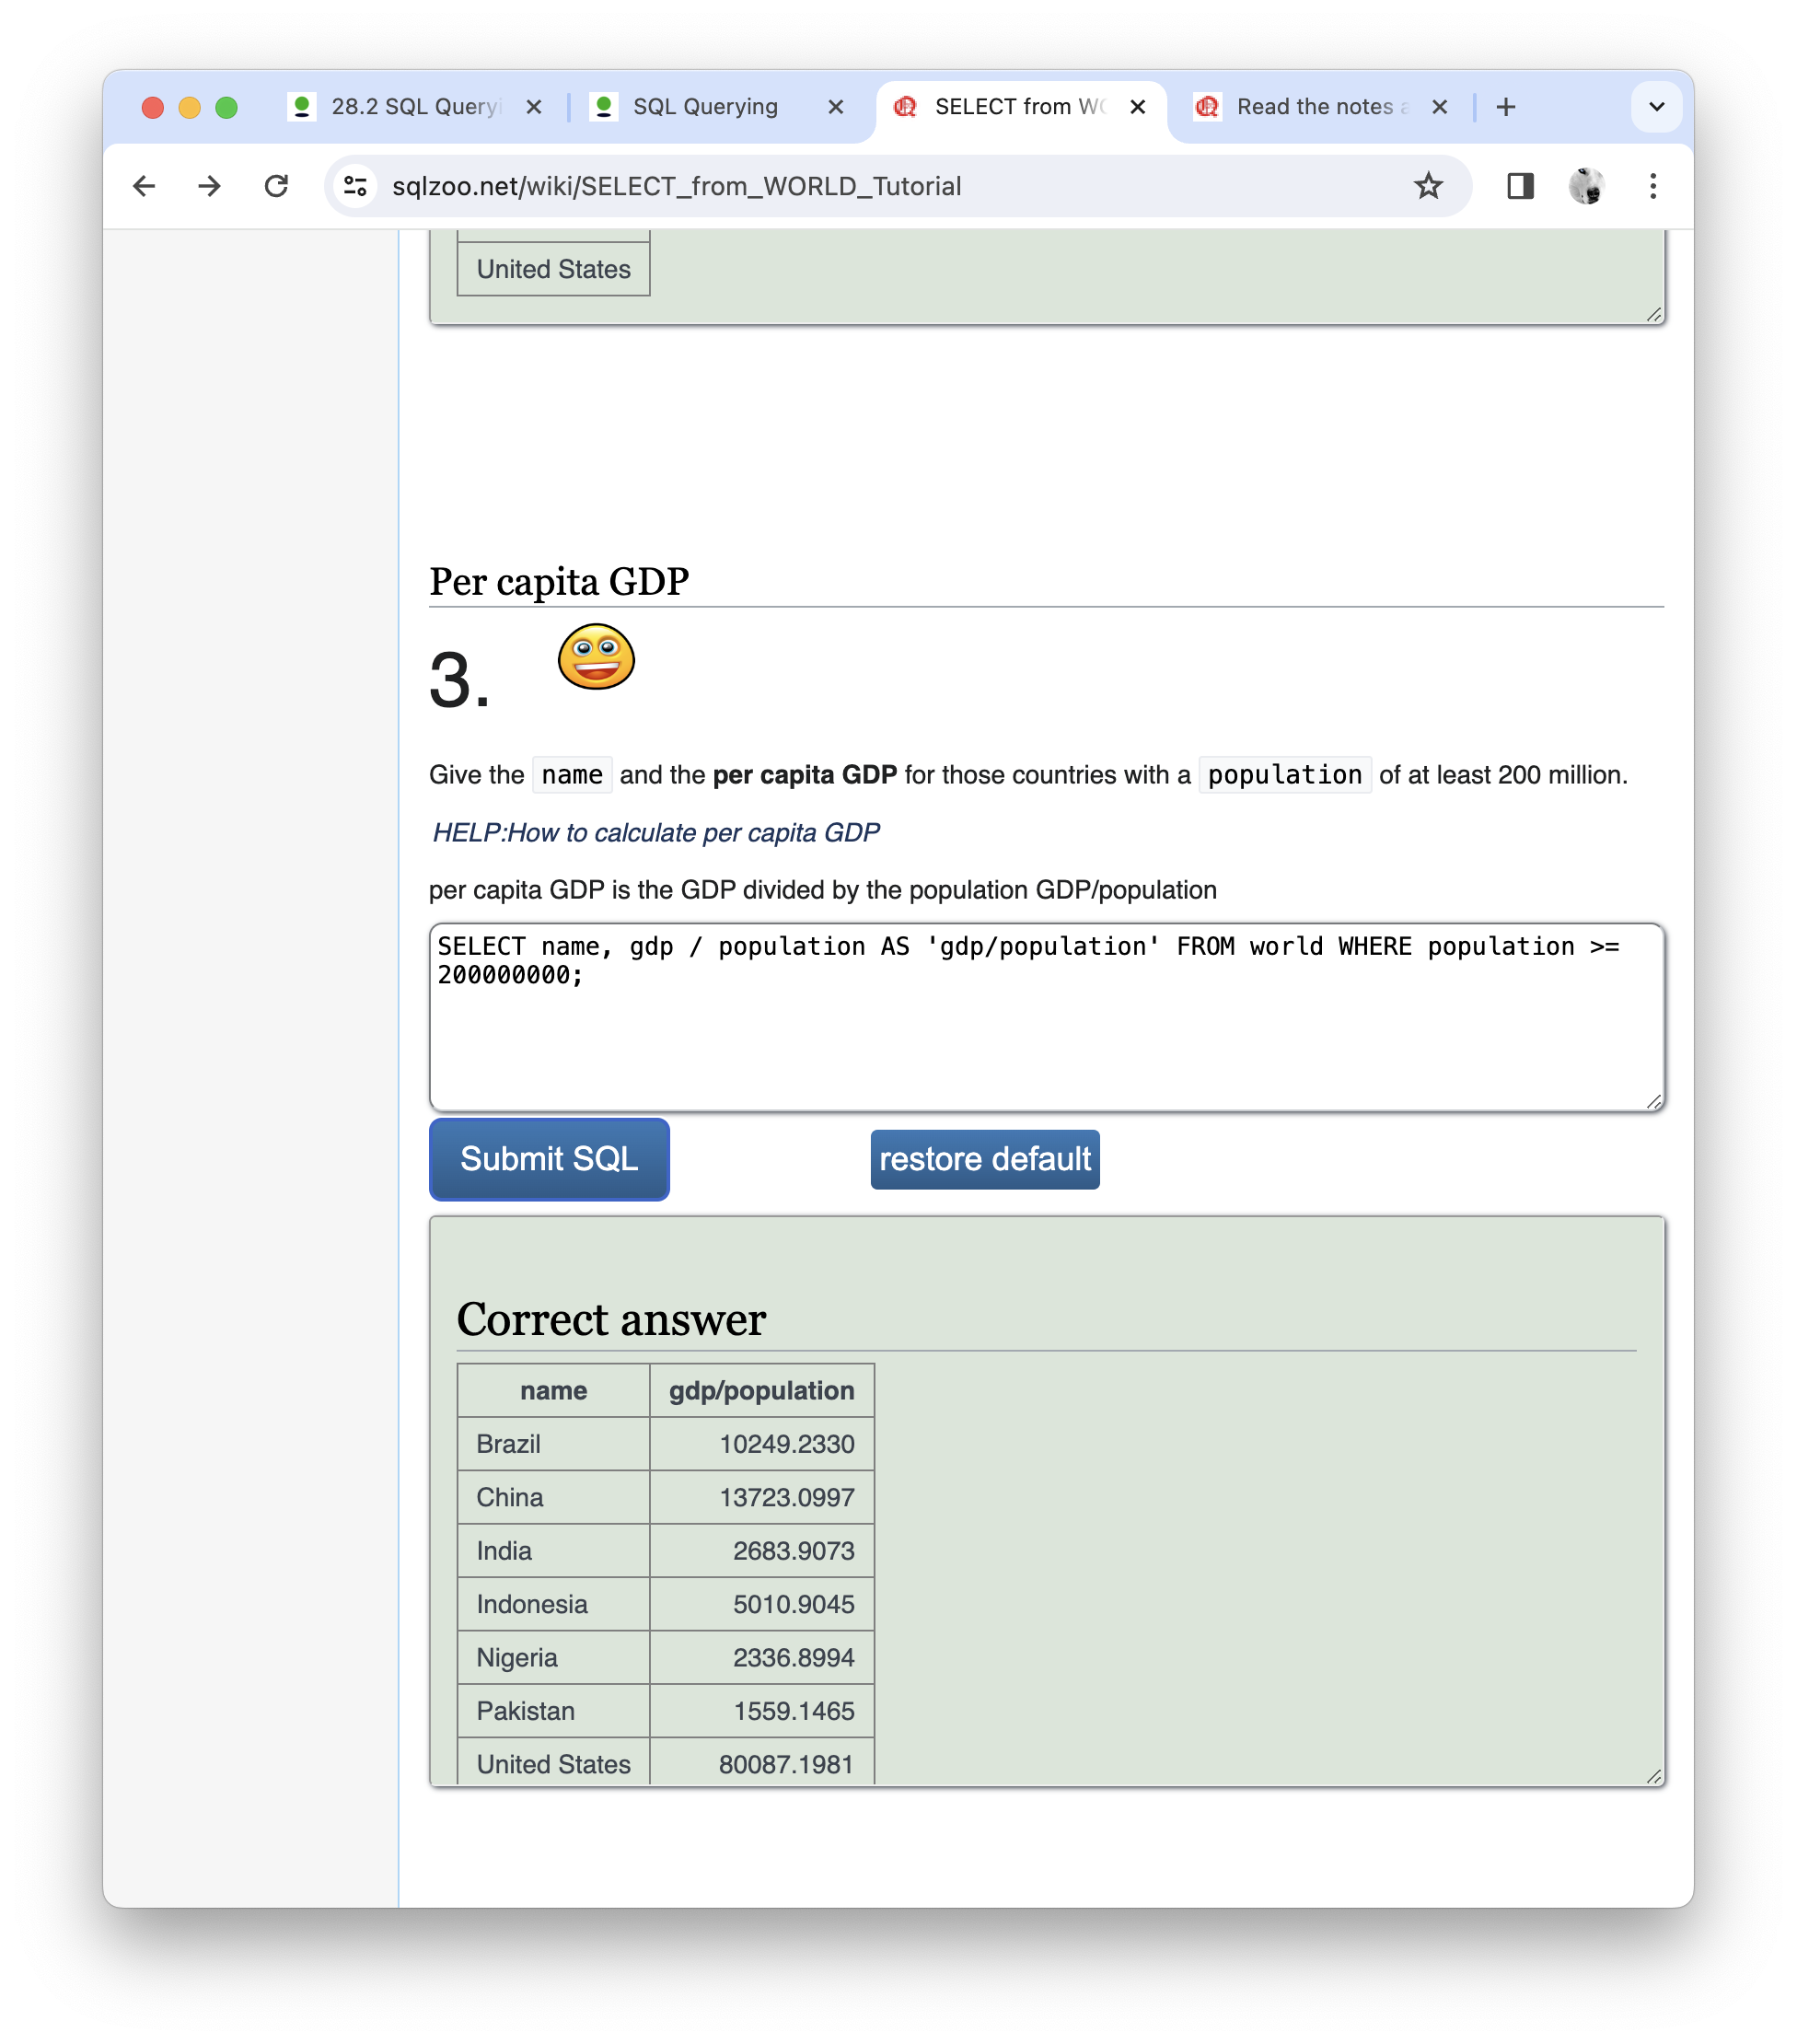 28.2 SQL Query
SQL Querying
SELECT from WO
Read the notes a
sqlzoo.net/wiki/SELECT_from_WORLD_Tutorial
United States
Per capita GDP
3.
Give the name and the per capita GDP for those countries with a population of at least 200 million.
HELP:How to calculate per capita GDP
per capita GDP is the GDP divided by the population GDP/population
SELECT name, gdp / population AS 'gdp/population' FROM world WHERE population >=
200000000;
Submit SQL restore default
Correct answer
name gdp/population
Brazil 10249.2330
China 13723.0997
India 2683.9073
Indonesia 5010.9045
Nigeria 2336.8994
Pakistan 1559.1465
United States 80087.1981